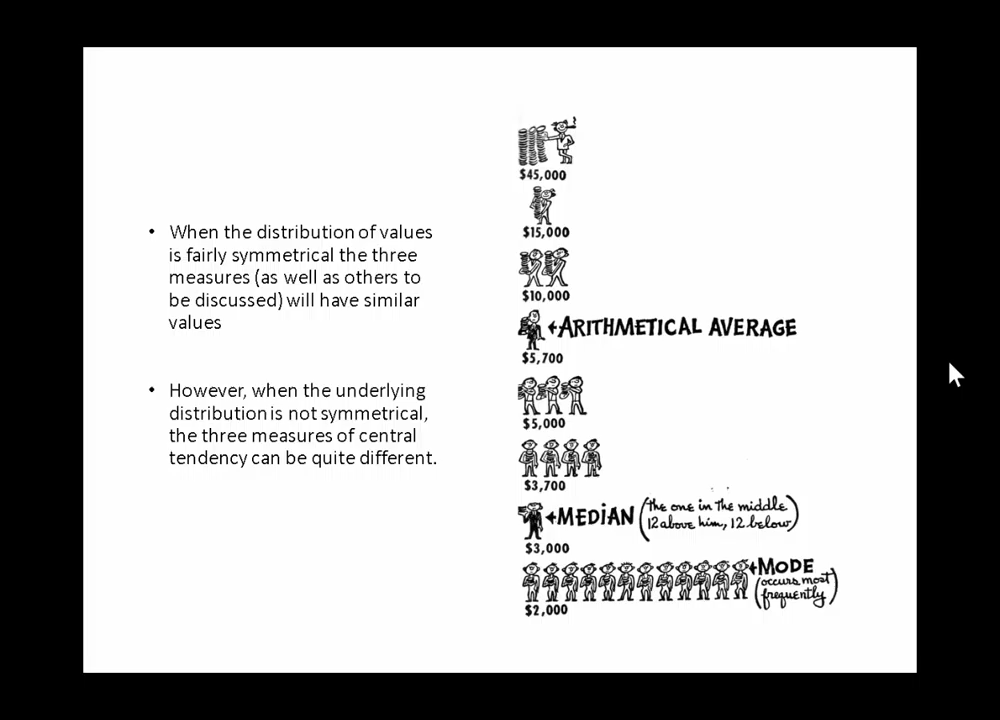 • When the distribution of values
is fairly symmetrical the three
measures (as well as others to
be discussed) will have similar
values
• However, when the underlying
distribution is not symmetrical,
the three measures of central
tendency can be quite different.
$45,000
$15,000
$10,000
ARITHMETICAL AVERAGE
$5,700
$5,000
$3,700
MEDIAN (the one in the middle
12 above him, 12 below)
$3,000
MODE
(occurs most
frequently)
$2,000